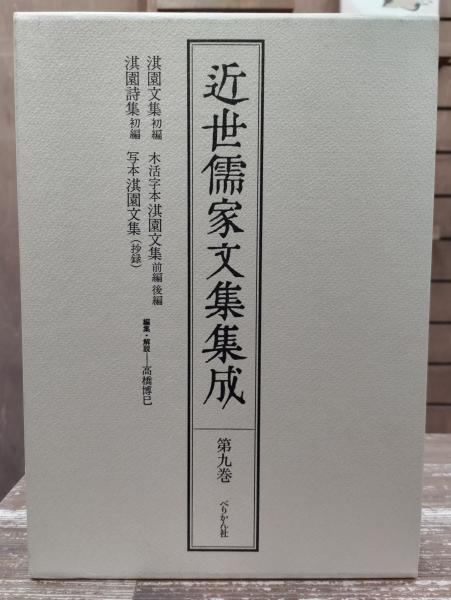 近世儒家文集集成
第九巻
ぺりかん社
淇園文集 初編 木活字本 淇園文集 前編 後編
淇園詩集 初編 写本 淇園文集(抄録)
編集・解説―高橋博巳